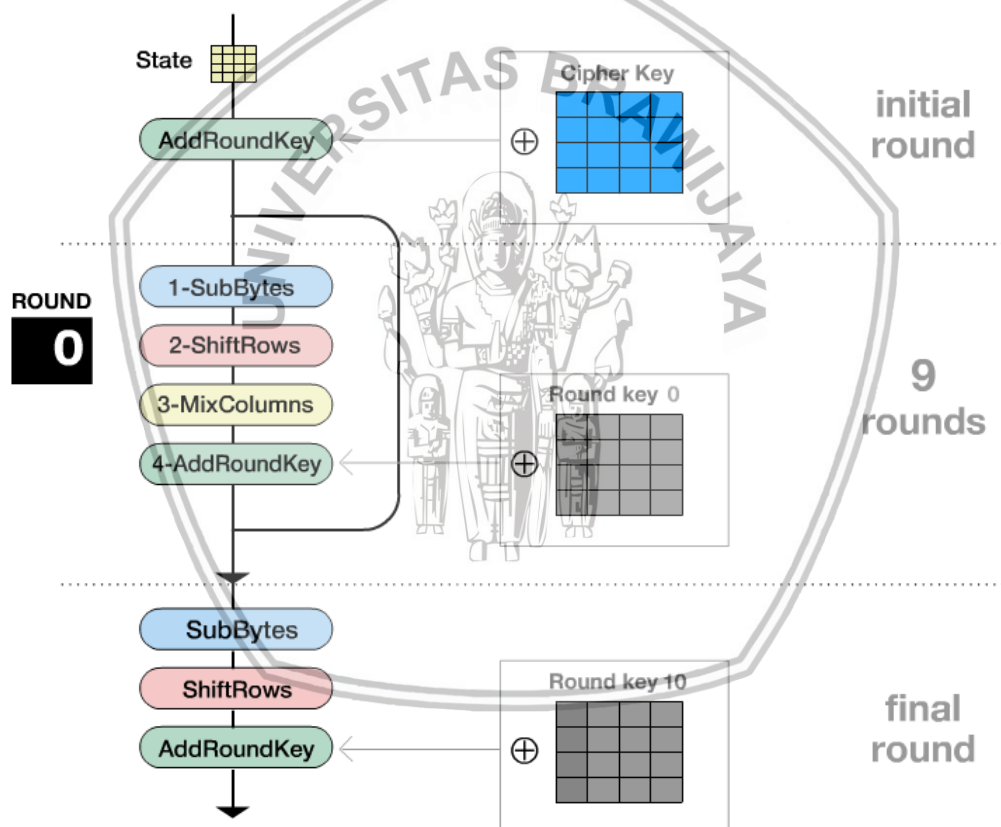 State
AddRoundKey
Cipher Key
initial
round
UNIVERSITAS BRAWIJAYA
ROUND
0
1-SubBytes
2-ShiftRows
3-MixColumns
4-AddRoundKey
Round key 0
9
rounds
SubBytes
ShiftRows
AddRoundKey
Round key 10
final
round